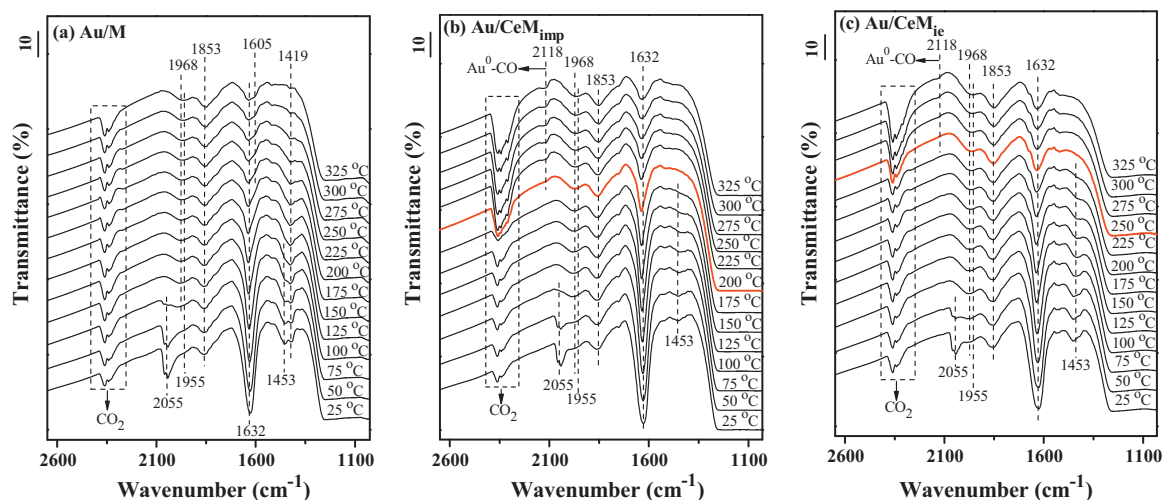 10
(a) Au/M
1968
1853
1605
1419
325 °C
300 °C
275 °C
250 °C
225 °C
200 °C
175 °C
150 °C
125 °C
100 °C
75 °C
50 °C
25 °C
CO2
2055
1955
1632
1453
Transmittance (%)
2600
2100
1600
1100
Wavenumber (cm-1)
10
(b) Au/CeMimp
Au0-CO
2118
1968
1853
1632
325 °C
300 °C
275 °C
250 °C
225 °C
200 °C
175 °C
150 °C
125 °C
100 °C
75 °C
50 °C
25 °C
CO2
2055
1955
1453
Transmittance (%)
2600
2100
1600
1100
Wavenumber (cm-1)
10
(c) Au/CeMie
Au0-CO
2118
1968
1853
1632
325 °C
300 °C
275 °C
250 °C
225 °C
200 °C
175 °C
150 °C
125 °C
100 °C
75 °C
50 °C
25 °C
CO2
2055
1955
1453
Transmittance (%)
2600
2100
1600
1100
Wavenumber (cm-1)